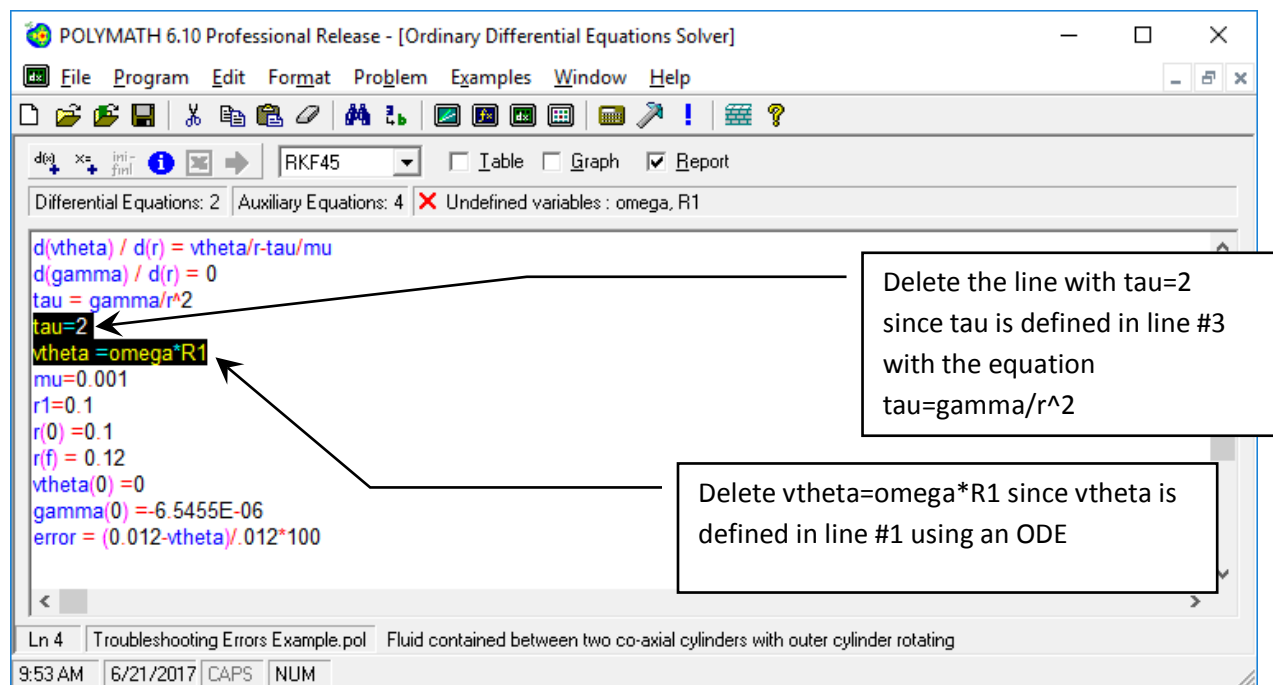 POLYMATH 6.10 Professional Release - [Ordinary Differential Equations Solver]
File Program Edit Format Problem Examples Window Help
d(x) x= ini- finl RKF45 Table Graph Report
Differential Equations: 2 Auxiliary Equations: 4 Undefined variables : omega, R1
d(vtheta) / d(r) = vtheta/r-tau/mu
d(gamma) / d(r) = 0
tau = gamma/r^2
tau=2
vtheta =omega*R1
mu=0.001
r1=0.1
r(0) =0.1
r(f) = 0.12
vtheta(0) =0
gamma(0) =-6.5455E-06
error = (0.012-vtheta)/.012*100
Delete the line with tau=2
since tau is defined in line #3
with the equation
tau=gamma/r^2
Delete vtheta=omega*R1 since vtheta is
defined in line #1 using an ODE
Ln 4 Troubleshooting Errors Example.pol Fluid contained between two co-axial cylinders with outer cylinder rotating
9:53 AM 6/21/2017 CAPS NUM